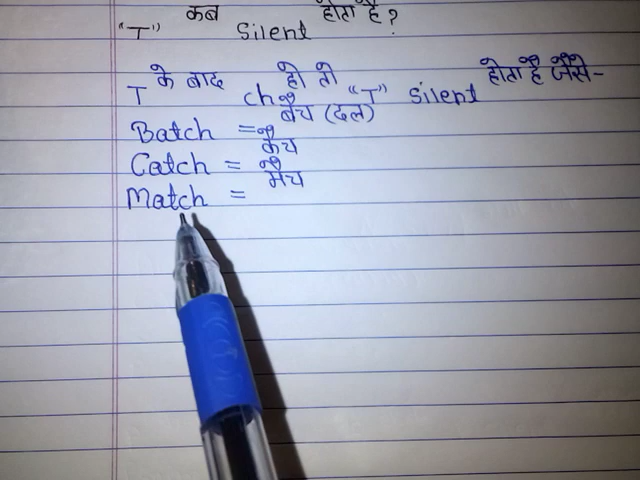 "T" कब Silent होता है?
T के बाद ch हो तो "T" silent होता है जैसे-
Batch = बैच (दल)
Catch = कैच
Match = मैच